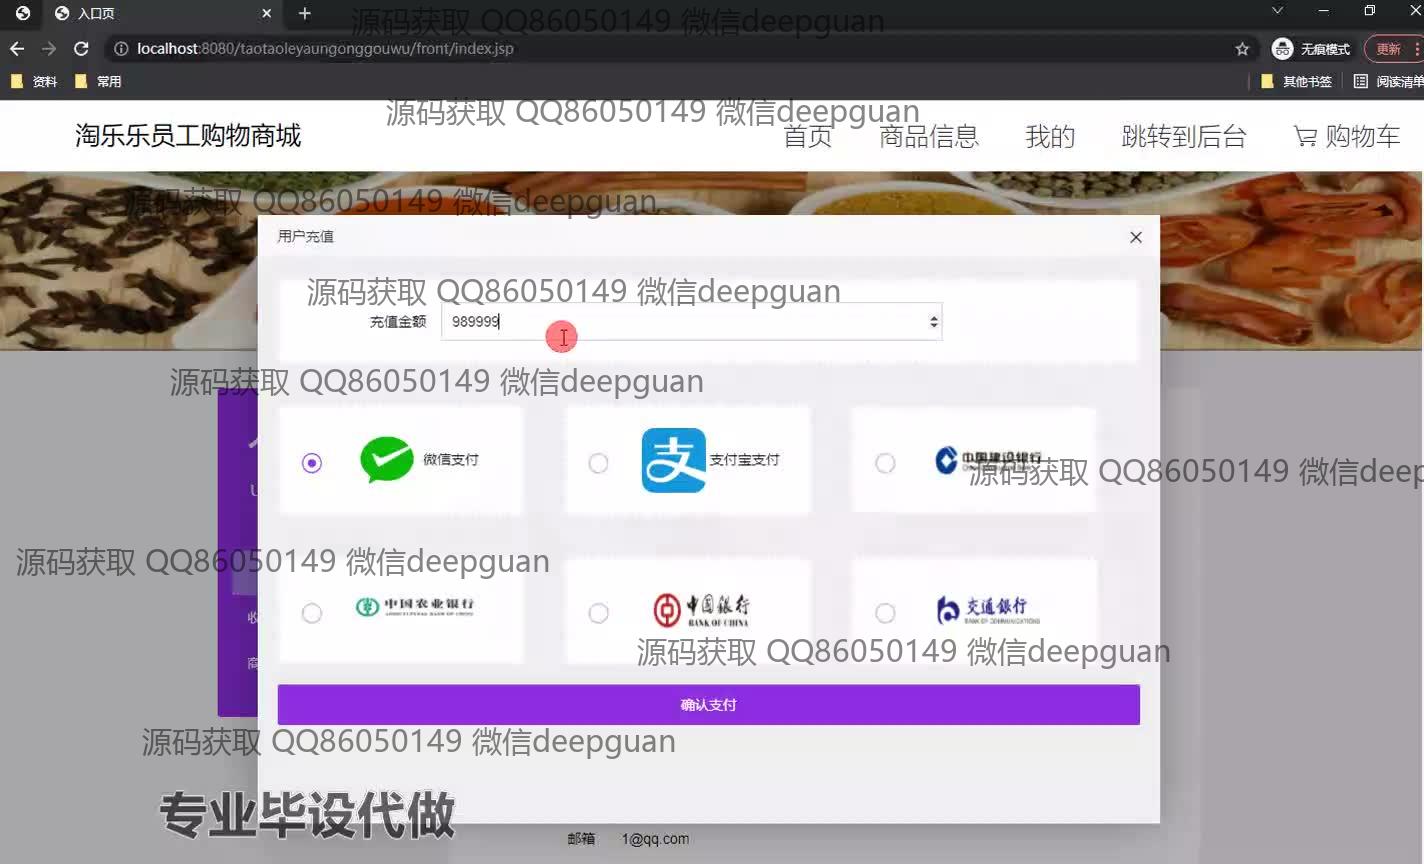 入口页
源码获取 QQ86050149 微信deepguan
localhost:8080/taotaoleyaungonggouwu/front/index.jsp
无痕模式
更新
资料
常用
其他书签
阅读清单
源码获取 QQ86050149 微信deepguan
淘乐乐员工购物商城
首页
商品信息
我的
跳转到后台
购物车
源码获取 QQ86050149 微信deepguan
用户充值
源码获取 QQ86050149 微信deepguan
充值金额
989999
源码获取 QQ86050149 微信deepguan
微信支付
支
支付宝支付
中国建设银行
源码获取 QQ86050149 微信deep
源码获取 QQ86050149 微信deepguan
收
中国农业银行
AGRICULTURAL BANK OF CHINA
中国銀行
BANK OF CHINA
交通銀行
BANK OF COMMUNICATIONS
源码获取 QQ86050149 微信deepguan
商
确认支付
源码获取 QQ86050149 微信deepguan
专业毕设代做
邮箱
1@qq.com